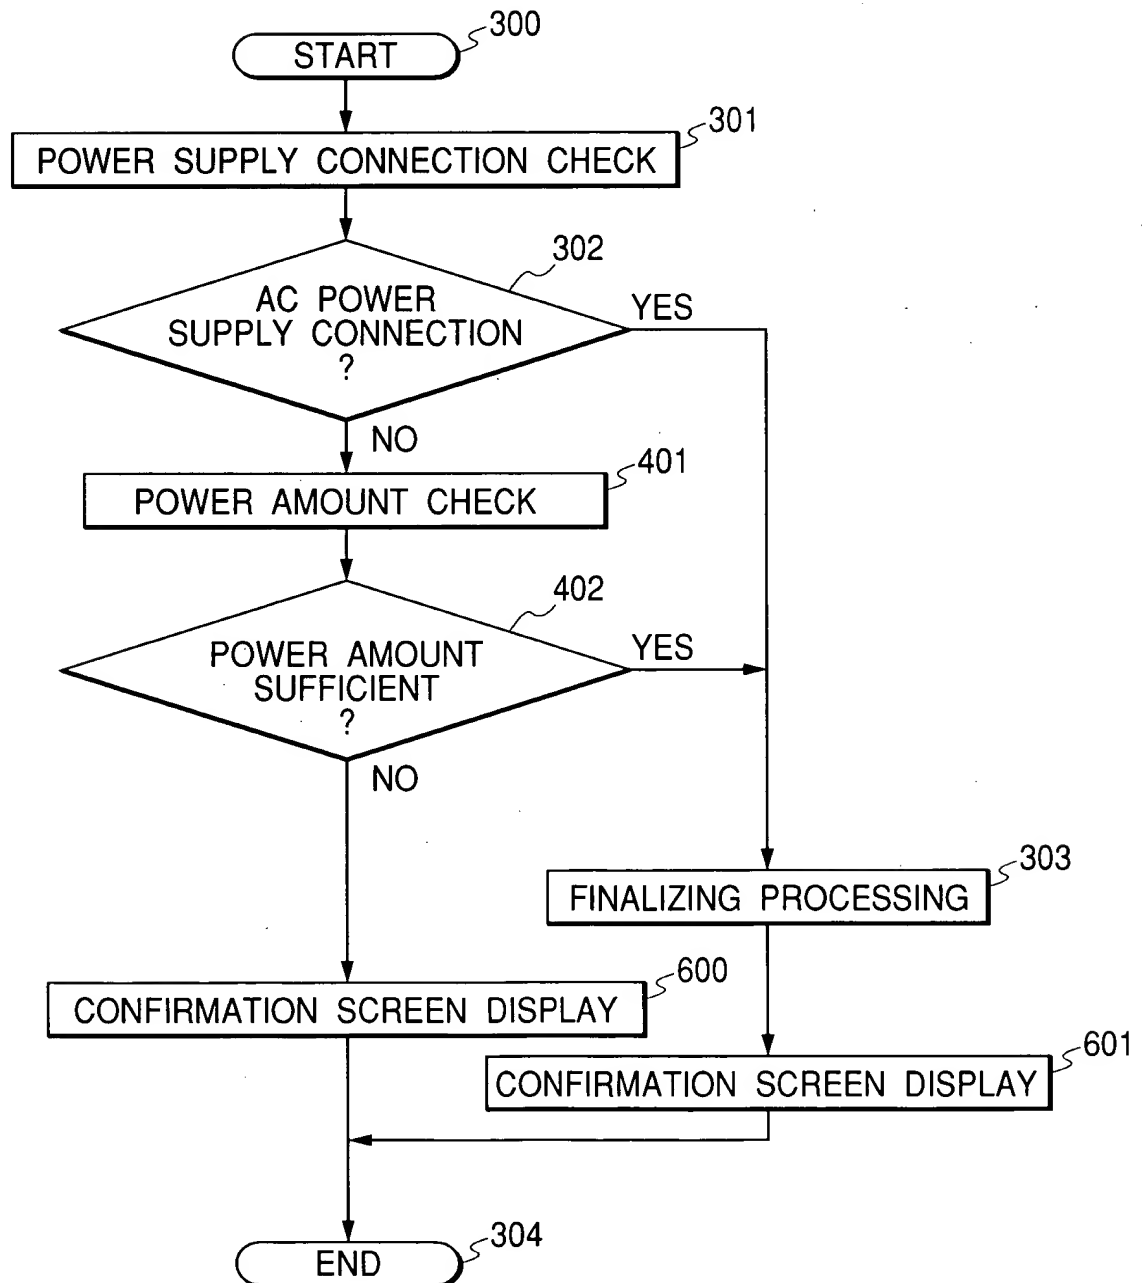 300
START
301
POWER SUPPLY CONNECTION CHECK
302
AC POWER
SUPPLY CONNECTION
?
YES
NO
401
POWER AMOUNT CHECK
402
POWER AMOUNT
SUFFICIENT
?
YES
NO
303
FINALIZING PROCESSING
600
CONFIRMATION SCREEN DISPLAY
601
CONFIRMATION SCREEN DISPLAY
304
END